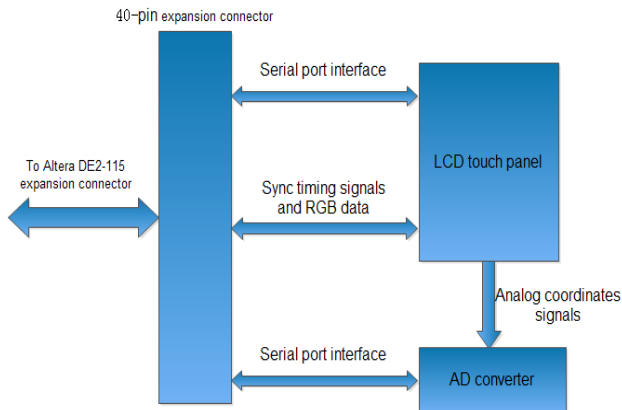 40-pin expansion connector
Serial port interface
To Altera DE2-115
expansion connector
LCD touch panel
Sync timing signals
and RGB data
Analog coordinates
signals
Serial port interface
AD converter